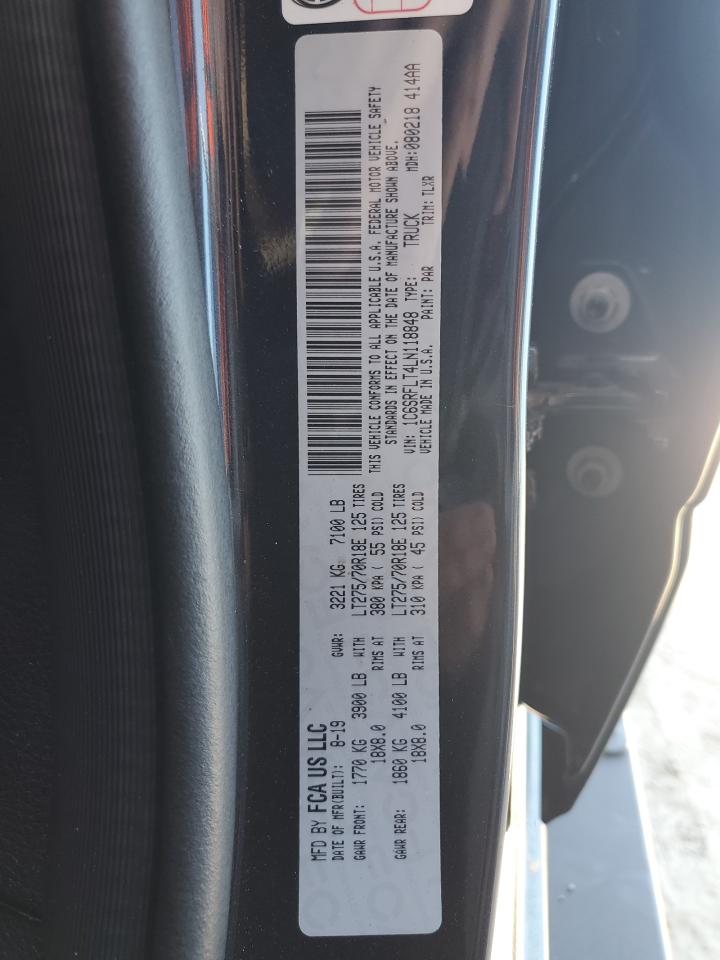 MFD BY FCA US LLC
DATE OF MFR(BUILT): 8-19 GVWR: 3221 KG 7100 LB
GAWR FRONT: 1770 KG 3900 LB WITH LT275/70R18E 125 TIRES
18X8.0 RIMS AT 380 KPA ( 55 PSI) COLD
GAWR REAR: 1860 KG 4100 LB WITH LT275/70R18E 125 TIRES
18X8.0 RIMS AT 310 KPA ( 45 PSI) COLD
THIS VEHICLE CONFORMS TO ALL APPLICABLE U.S.A. FEDERAL MOTOR VEHICLE SAFETY
STANDARDS IN EFFECT ON THE DATE OF MANUFACTURE SHOWN ABOVE.
VIN: 1C6SRFLT4LN118848 TYPE: TRUCK MDH:080218 414AA
VEHICLE MADE IN U.S.A. PAINT: PAR TRIM: TLXR